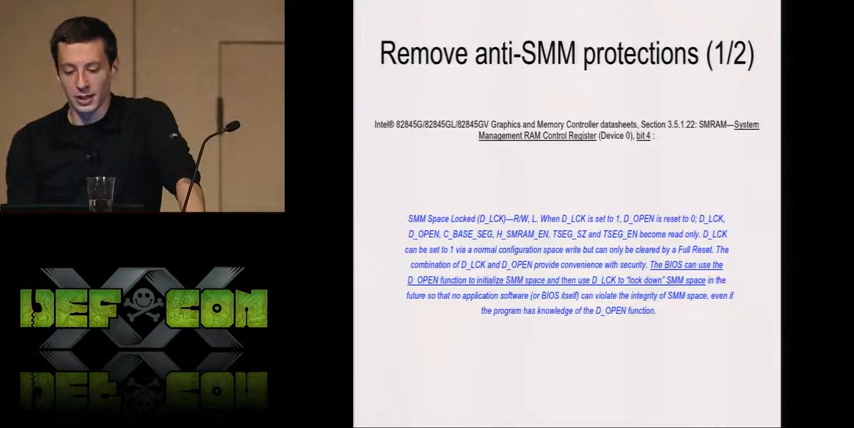 Remove anti-SMM protections (1/2)
Intel® 82845G/82845GL/82845GV Graphics and Memory Controller datasheets, Section 3.5.1.22: SMRAM—System
Management RAM Control Register (Device 0), bit 4 :
SMM Space Locked (D_LCK)—R/W, L. When D_LCK is set to 1, D_OPEN is reset to 0; D_LCK,
D_OPEN, C_BASE_SEG, H_SMRAM_EN, TSEG_SZ and TSEG_EN become read only. D_LCK
can be set to 1 via a normal configuration space write but can only be cleared by a Full Reset. The
combination of D_LCK and D_OPEN provide convenience with security. The BIOS can use the
D_OPEN function to initialize SMM space and then use D_LCK to "lock down" SMM space in the
future so that no application software (or BIOS itself) can violate the integrity of SMM space, even if
the program has knowledge of the D_OPEN function.
XX
DEF CON